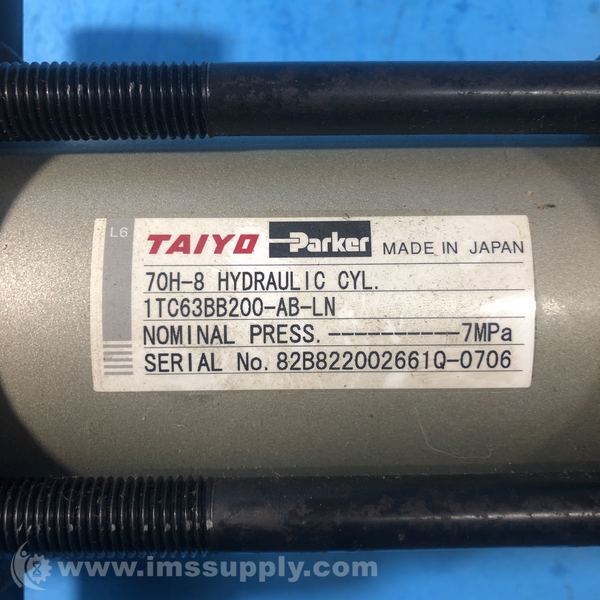 L6
TAIYO Parker MADE IN JAPAN
70H-8 HYDRAULIC CYL.
1TC63BB200-AB-LN
NOMINAL PRESS.----------7MPa
SERIAL No. 82B822002661Q-0706
www.imssupply.com